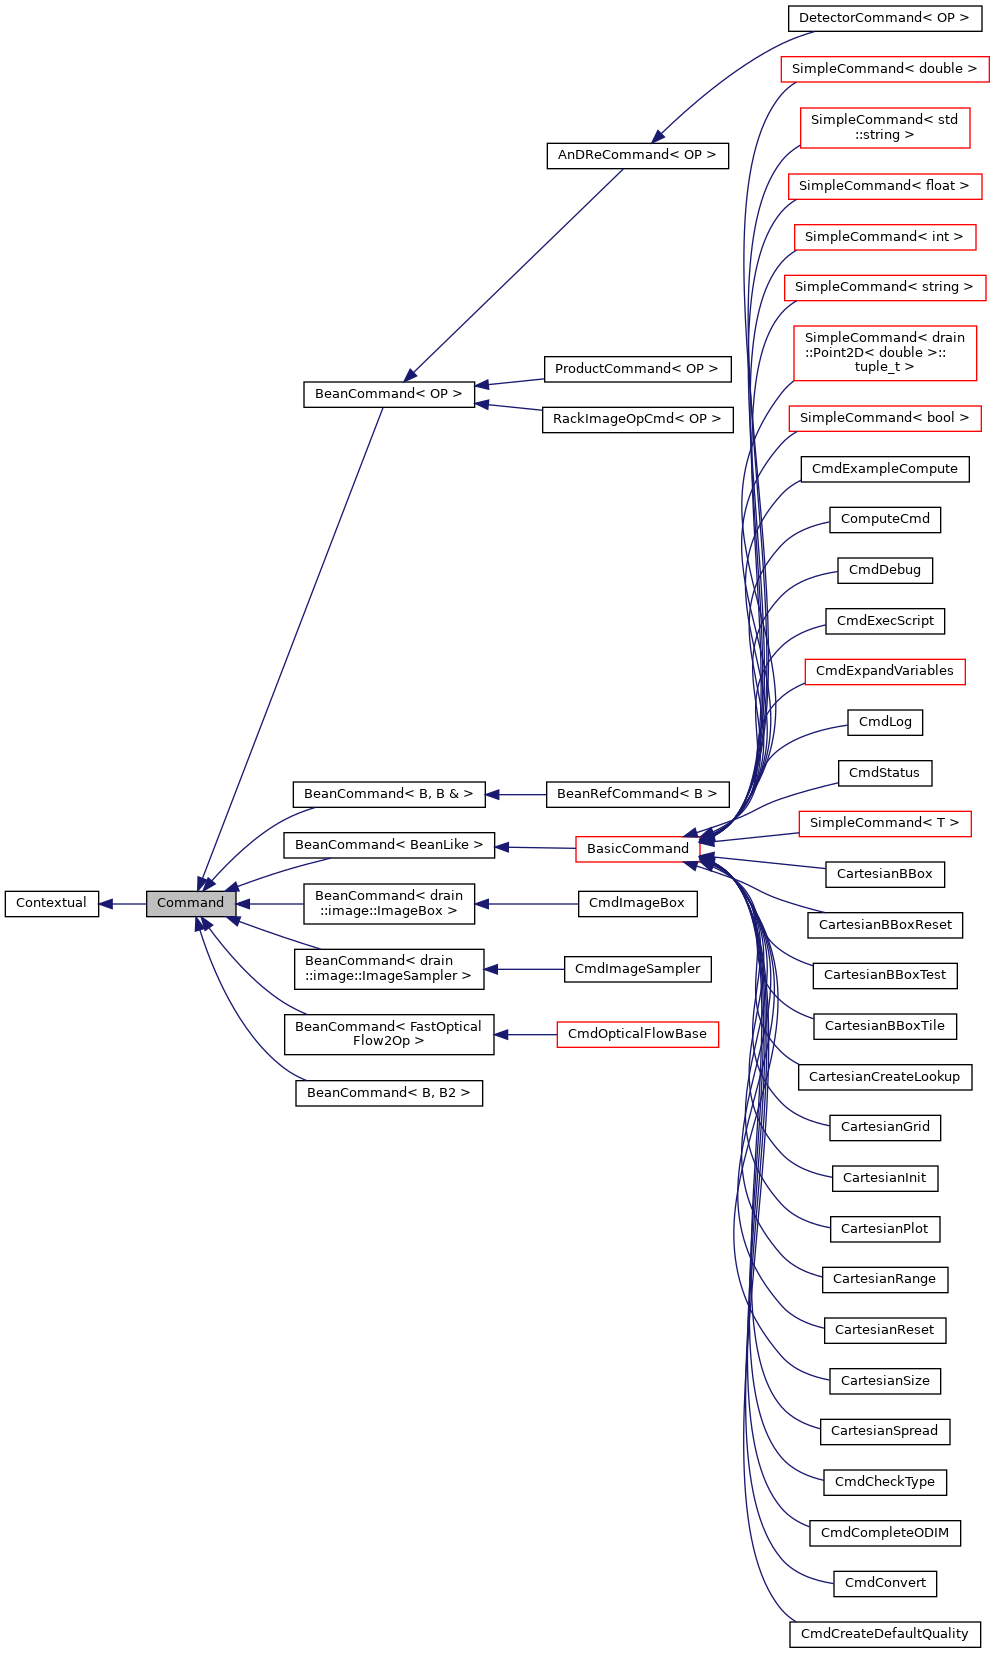 DetectorCommand< OP >
SimpleCommand< double >
SimpleCommand< std
::string >
AnDReCommand< OP >
SimpleCommand< float >
SimpleCommand< int >
SimpleCommand< string >
SimpleCommand< drain
::Point2D< double >::
tuple_t >
ProductCommand< OP >
BeanCommand< OP >
RackImageOpCmd< OP >
SimpleCommand< bool >
CmdExampleCompute
ComputeCmd
CmdDebug
CmdExecScript
CmdExpandVariables
CmdLog
CmdStatus
BeanCommand< B, B & >
BeanRefCommand< B >
SimpleCommand< T >
BeanCommand< BeanLike >
BasicCommand
CartesianBBox
Contextual
Command
BeanCommand< drain
::image::ImageBox >
CmdImageBox
CartesianBBoxReset
BeanCommand< drain
::image::ImageSampler >
CmdImageSampler
CartesianBBoxTest
BeanCommand< FastOptical
Flow2Op >
CmdOpticalFlowBase
CartesianBBoxTile
BeanCommand< B, B2 >
CartesianCreateLookup
CartesianGrid
CartesianInit
CartesianPlot
CartesianRange
CartesianReset
CartesianSize
CartesianSpread
CmdCheckType
CmdCompleteODIM
CmdConvert
CmdCreateDefaultQuality